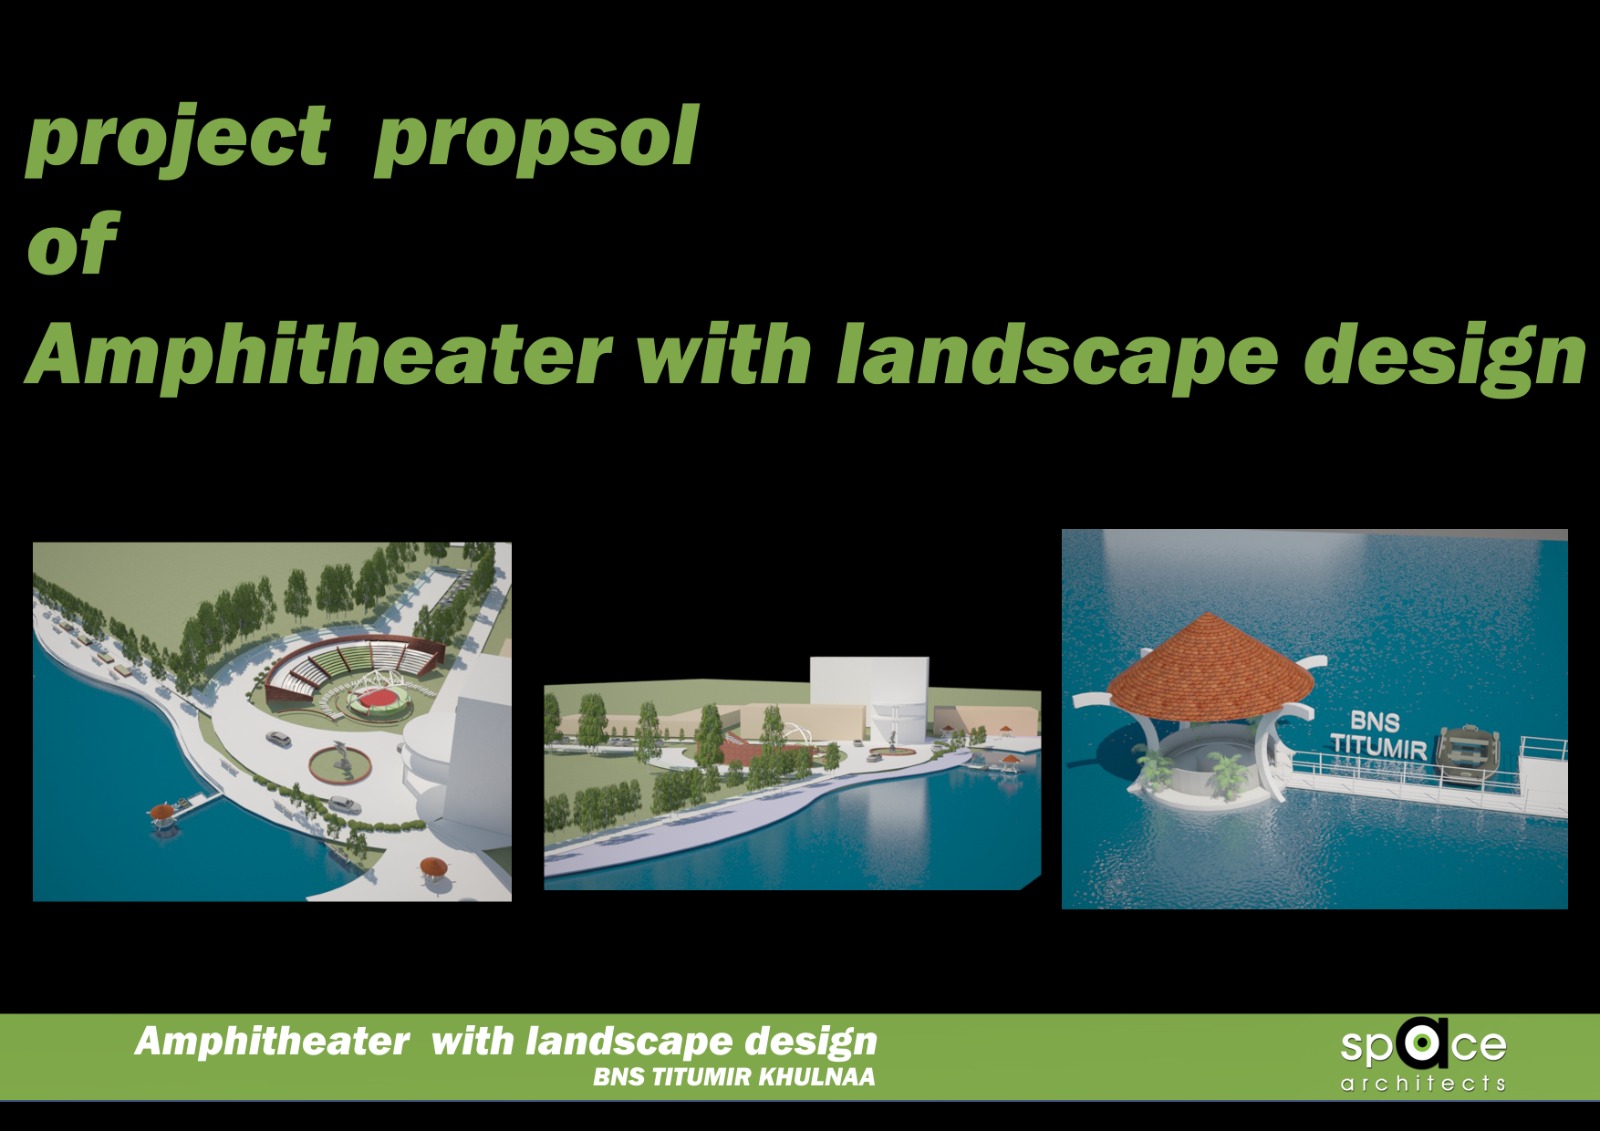 project propsol
of
Amphitheater with landscape design
BNS
TITUMIR
Amphitheater with landscape design
BNS TITUMIR KHULNAA
space
architects